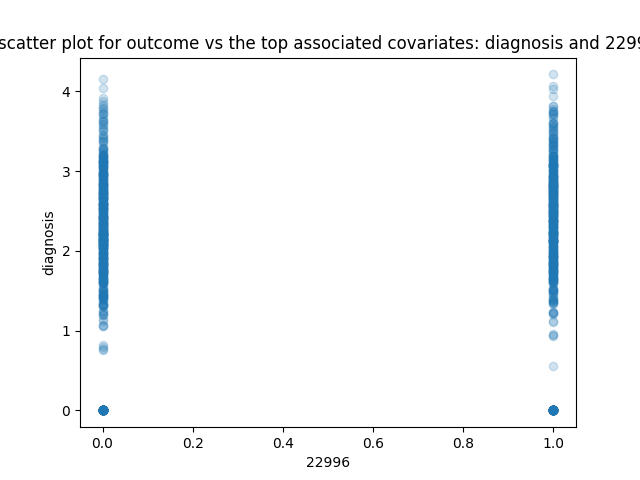 scatter plot for outcome vs the top associated covariates: diagnosis and 2299
4
3
2
1
0
diagnosis
0.0 0.2 0.4 0.6 0.8 1.0
22996